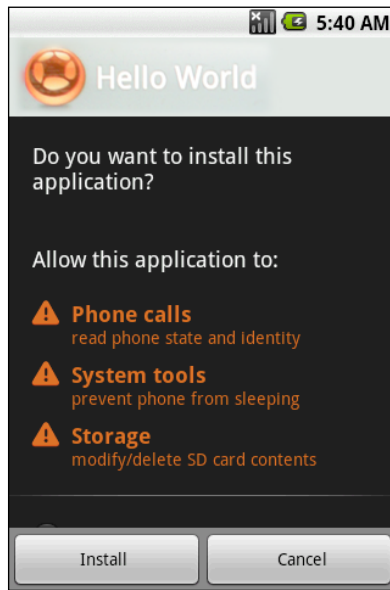 5:40 AM
Hello World
Do you want to install this
application?
Allow this application to:
Phone calls
read phone state and identity
System tools
prevent phone from sleeping
Storage
modify/delete SD card contents
Install
Cancel